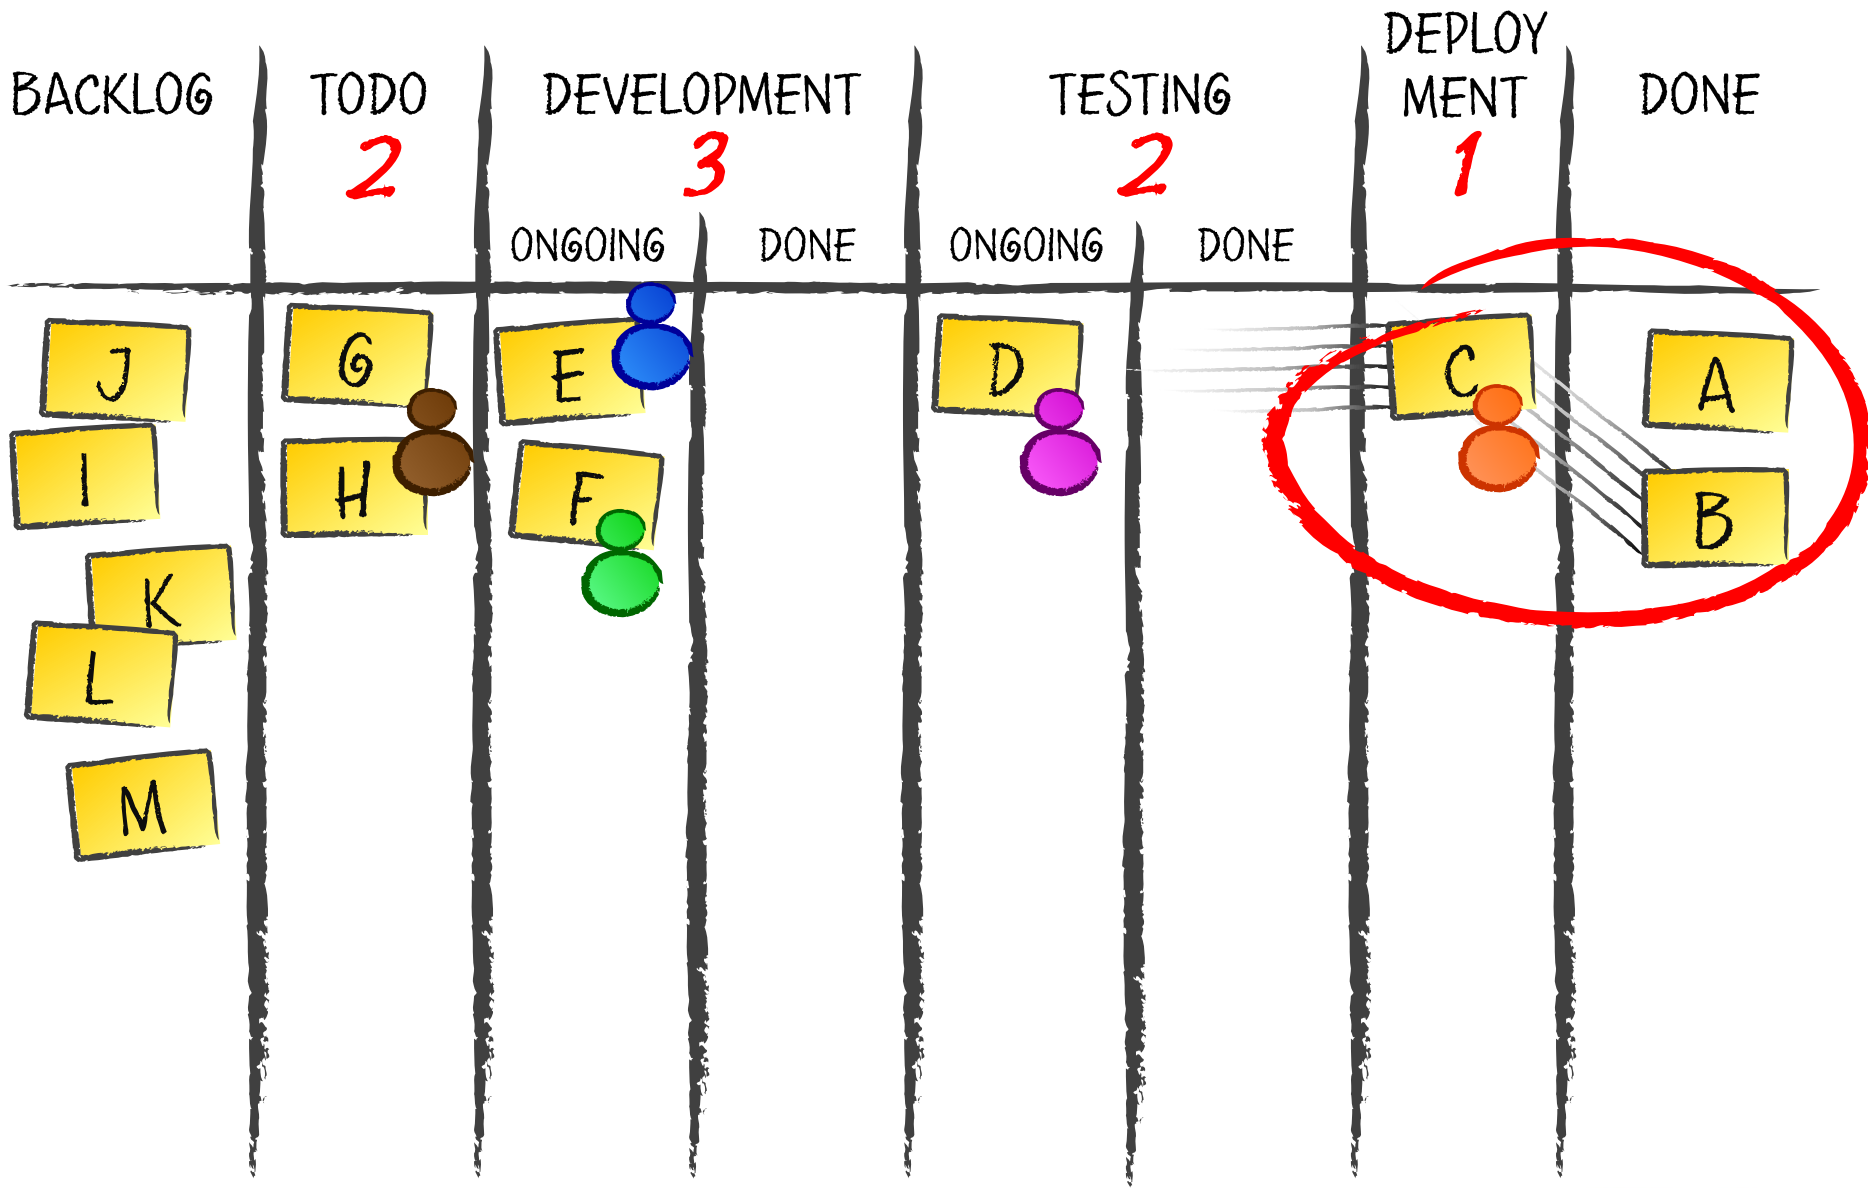 BACKLOG
TODO
2
DEVELOPMENT
3
ONGOING
DONE
TESTING
2
ONGOING
DONE
DEPLOY
MENT
1
DONE
J
I
K
L
M
G
H
E
F
D
C
A
B